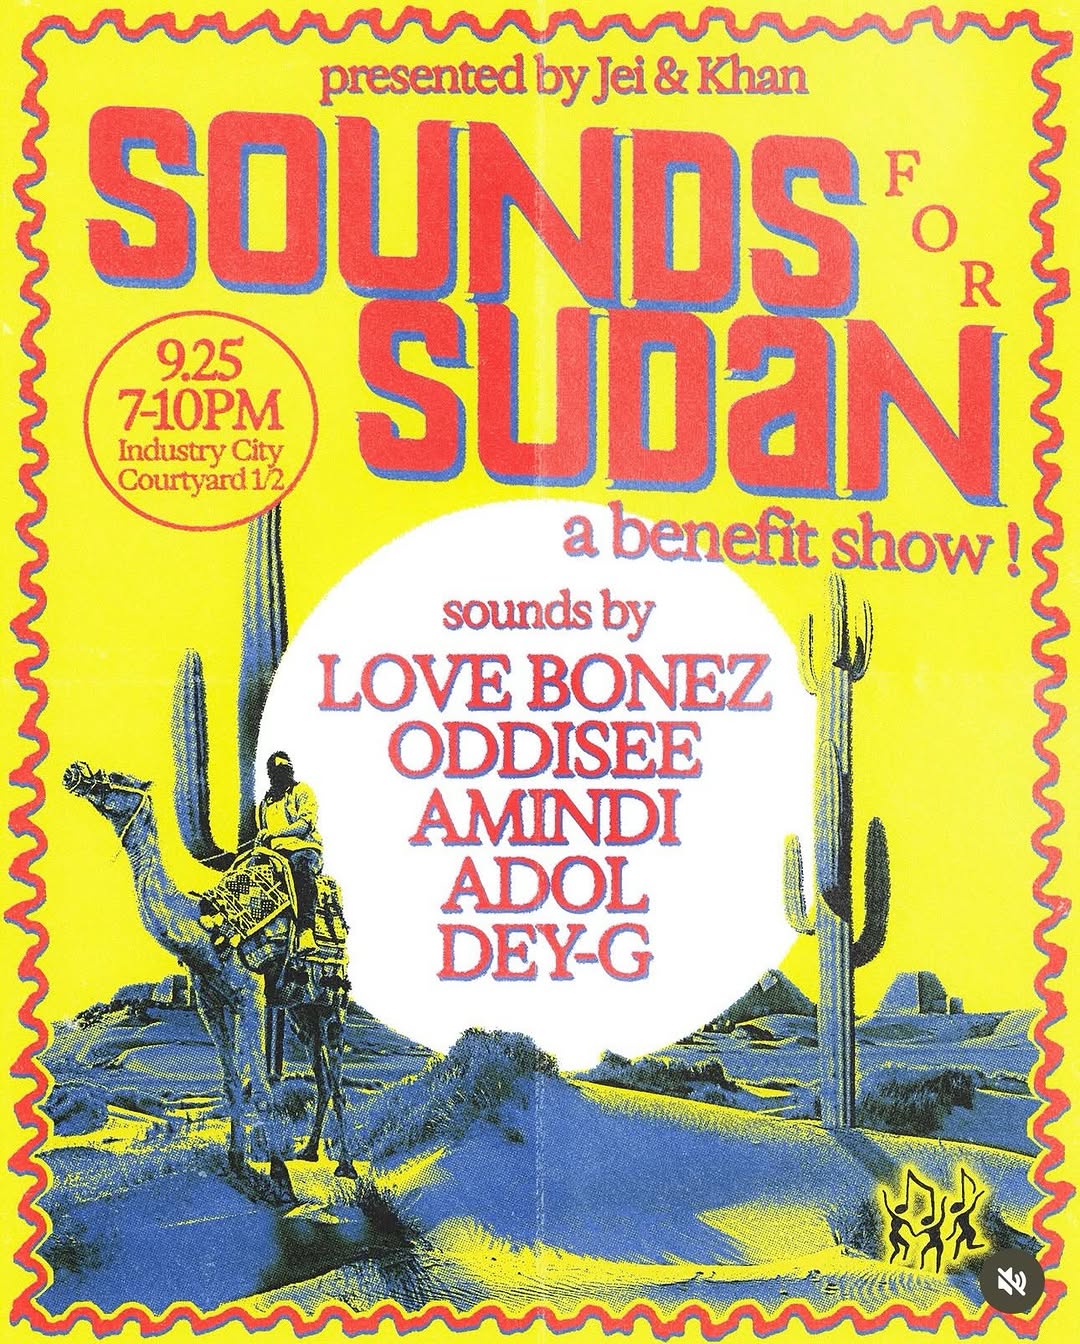 presented by Jei & Khan
SOUNDS
FOR
SUDaN
9.25
7-10PM
Industry City
Courtyard 1/2
a benefit show !
sounds by
LOVE BONEZ
ODDISEE
AMINDI
ADOL
DEY-G